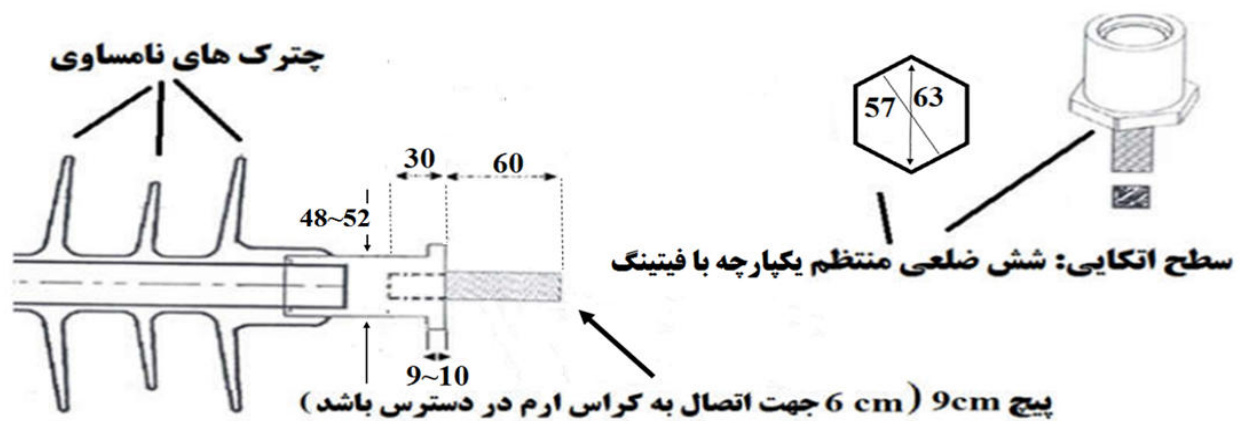 چترک های نامساوی
57
63
30
60
48~52
سطح اتکایی: شش ضلعی منتظم یکپارچه با فیتینگ
9~10
پیچ 9cm ( 6 cm جهت اتصال به کراس ارم در دسترس باشد )